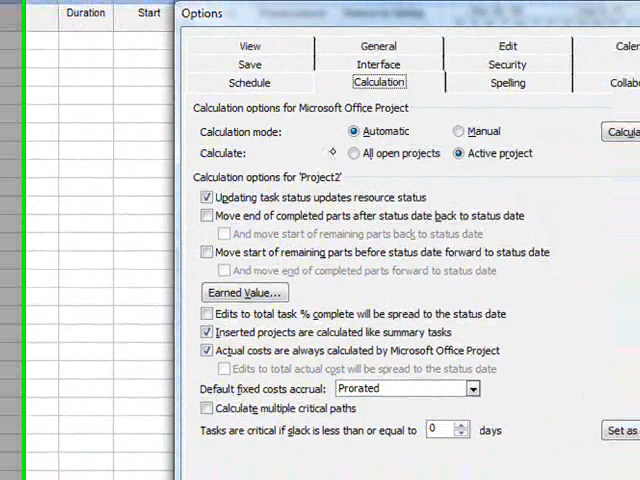 Duration Start Options
View General Edit
Save Interface Security
Schedule Calculation Spelling
Calculation options for Microsoft Office Project
Calculation mode: Automatic Manual
Calculate: All open projects Active project
Calculation options for 'Project2'
Updating task status updates resource status
Move end of completed parts after status date back to status date
And move start of remaining parts back to status date
Move start of remaining parts before status date forward to status date
And move end of completed parts forward to status date
Earned Value...
Edits to total task % complete will be spread to the status date
Inserted projects are calculated like summary tasks
Actual costs are always calculated by Microsoft Office Project
Edits to total actual cost will be spread to the status date
Default fixed costs accrual: Prorated
Calculate multiple critical paths
Tasks are critical if slack is less than or equal to 0 days Set as